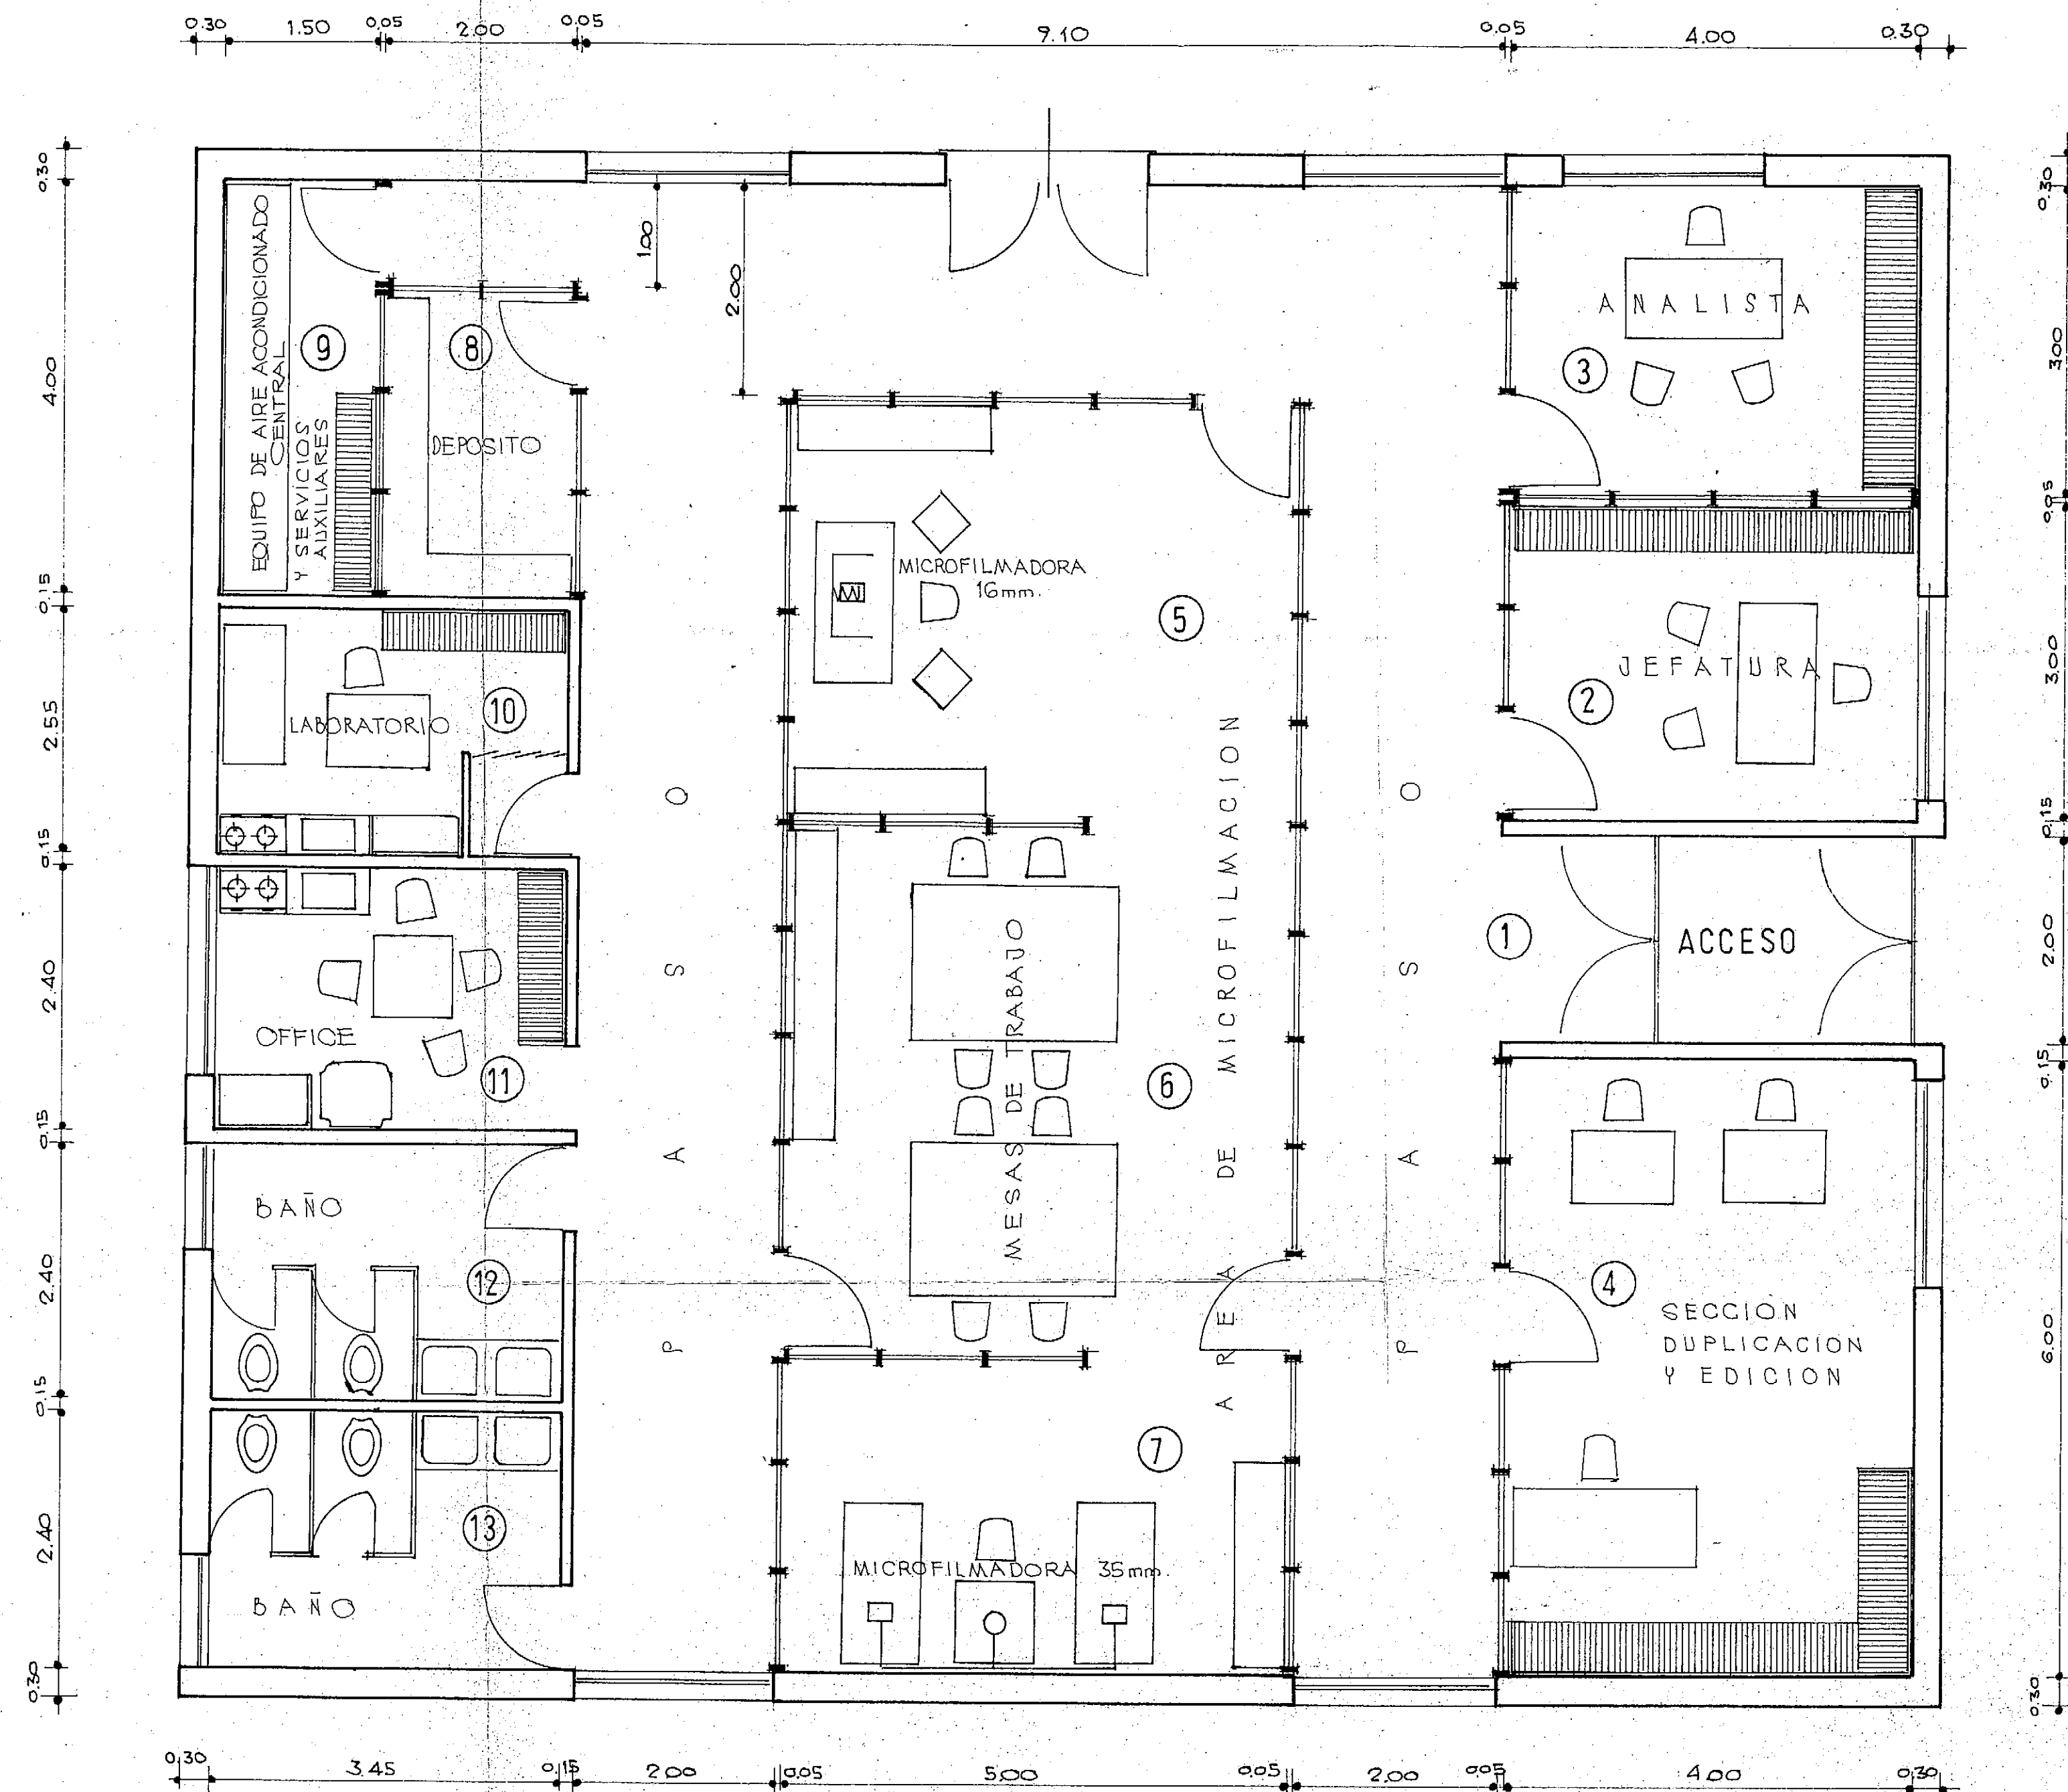 0.30 1.50 0.05 2.00 0.05 9.10 0.05 4.00 0.30
0.30
4.00
0.15
2.55
0.15
2.40
0.15
2.40
0.15
2.40
0.30
EQUIPO DE AIRE ACONDICIONADO
CENTRAL
Y SERVICIOS
AUXILIARES
9
8
DEPOSITO
1.00
2.00
LABORATORIO
10
OFFICE
11
BAÑO
12
13
BAÑO
PASO
MICROFILMADORA
16mm.
5
MESAS DE TRABAJO
6
AREA DE MICROFILMACION
7
MICROFILMADORA 35mm.
PASO
ANALISTA
3
JEFATURA
2
1
ACCESO
4
SECCION
DUPLICACION
Y EDICION
0.30
3.00
0.05
3.00
0.15
2.00
0.15
6.00
0.30
0.30 3.45 0.15 2.00 0.05 5.00 0.05 2.00 0.05 4.00 0.30